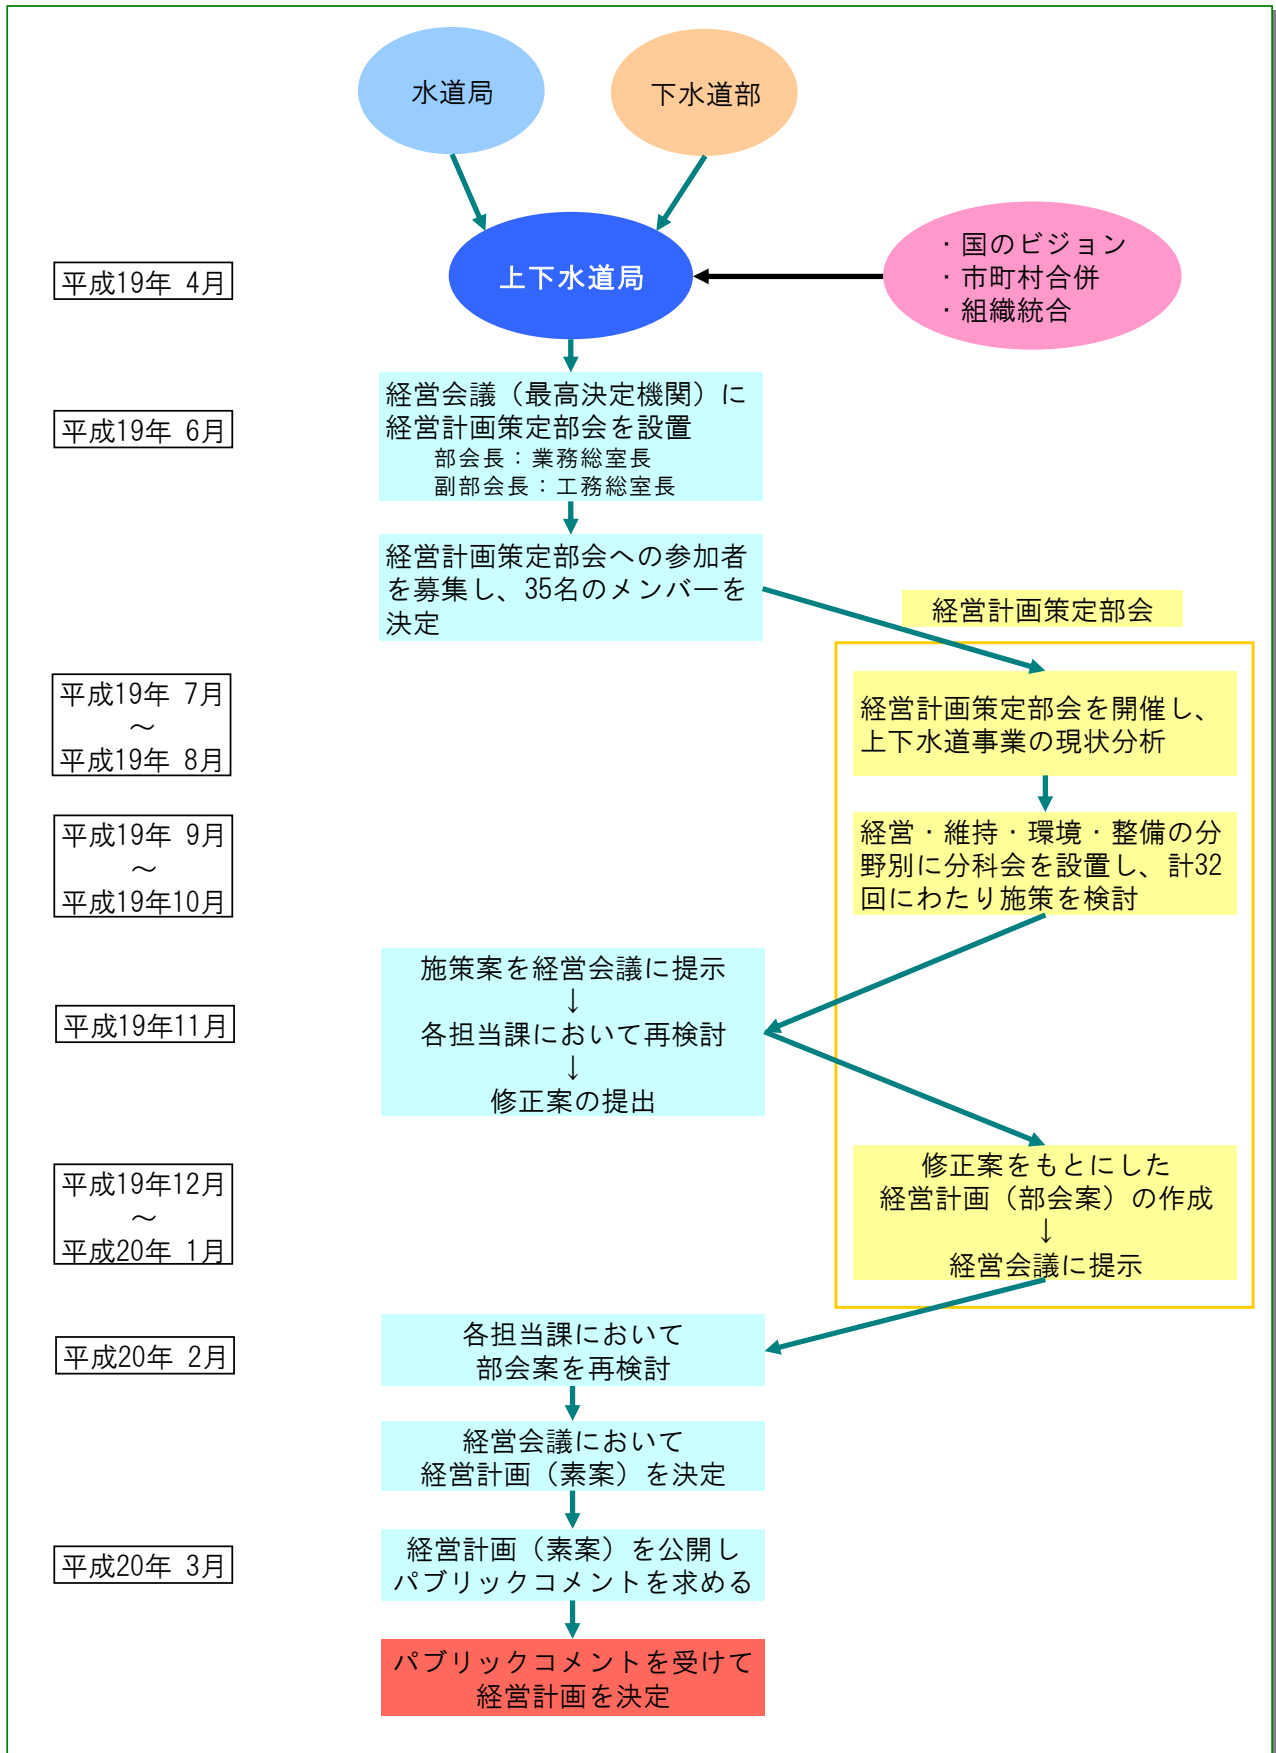 水道局
下水道部
・国のビジョン
・市町村合併
・組織統合
平成19年 4月
上下水道局
平成19年 6月
経営会議（最高決定機関）に
経営計画策定部会を設置
部会長：業務総室長
副部会長：工務総室長
経営計画策定部会への参加者
を募集し、35名のメンバーを
決定
経営計画策定部会
平成19年 7月
～
平成19年 8月
経営計画策定部会を開催し、
上下水道事業の現状分析
平成19年 9月
～
平成19年10月
経営・維持・環境・整備の分
野別に分科会を設置し、計32
回にわたり施策を検討
平成19年11月
施策案を経営会議に提示
↓
各担当課において再検討
↓
修正案の提出
平成19年12月
～
平成20年 1月
修正案をもとにした
経営計画（部会案）の作成
↓
経営会議に提示
平成20年 2月
各担当課において
部会案を再検討
経営会議において
経営計画（素案）を決定
平成20年 3月
経営計画（素案）を公開し
パブリックコメントを求める
パブリックコメントを受けて
経営計画を決定